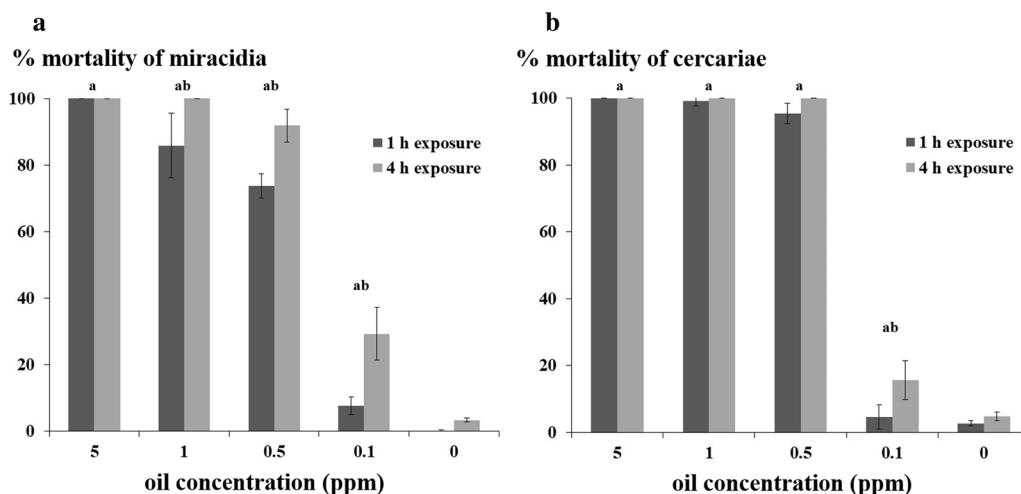 a
% mortality of miracidia
a
ab
ab
100
1 h exposure
80
4 h exposure
60
40
ab
20
0
5
1
0.5
0.1
0
oil concentration (ppm)
b
% mortality of cercariae
a
a
a
100
1 h exposure
80
4 h exposure
60
40
ab
20
0
5
1
0.5
0.1
0
oil concentration (ppm)